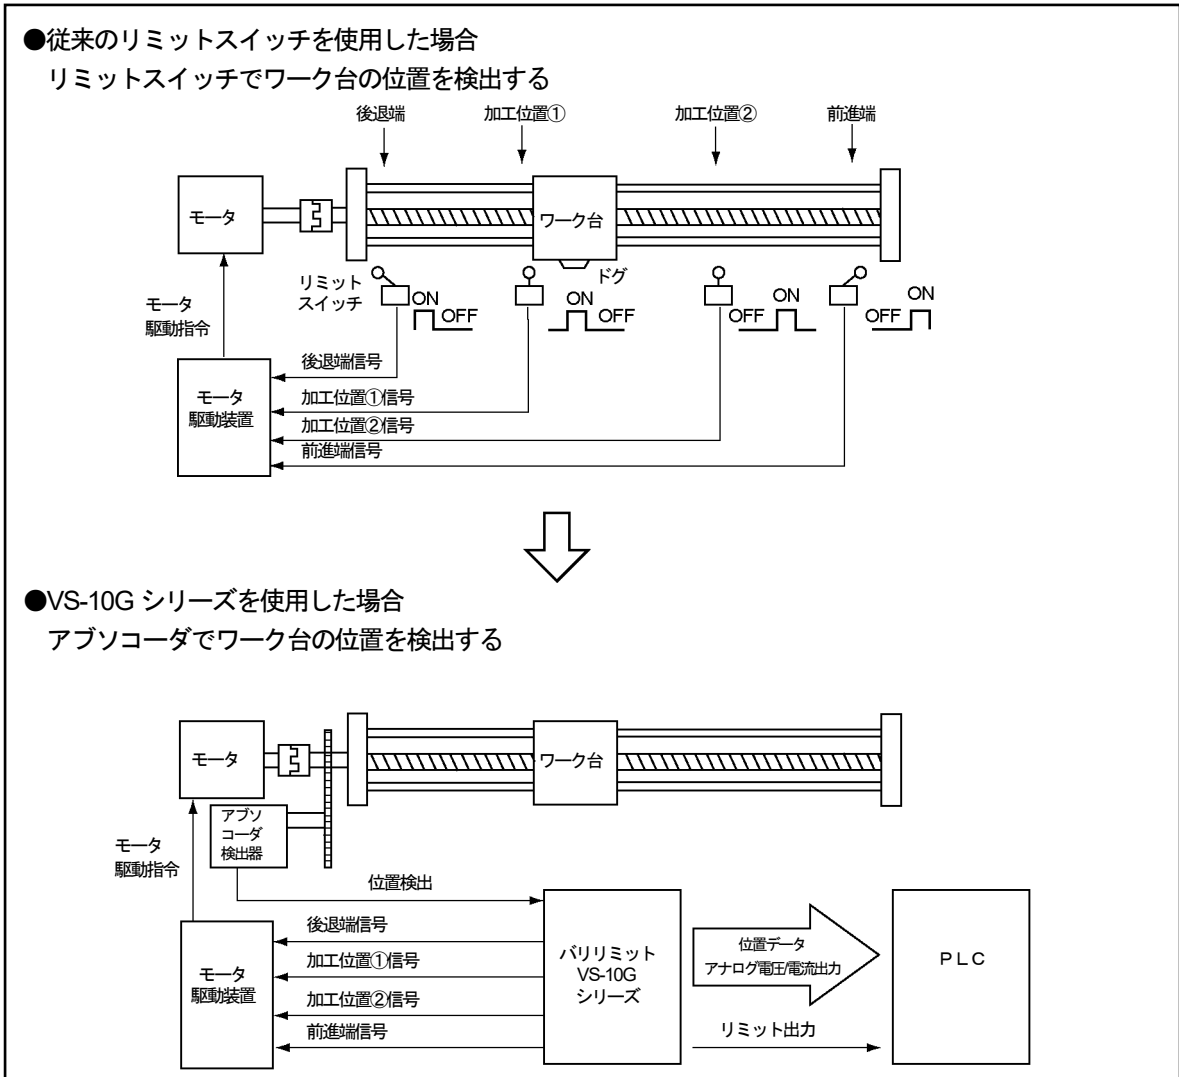 ●従来のリミットスイッチを使用した場合
リミットスイッチでワーク台の位置を検出する
後退端
加工位置①
加工位置②
前進端
モータ
ワーク台
リミット
スイッチ
ドグ
ON
OFF
ON
OFF
ON
OFF
ON
OFF
モータ
駆動指令
後退端信号
加工位置①信号
加工位置②信号
前進端信号
モータ
駆動装置
●VS-10G シリーズを使用した場合
アブソコーダでワーク台の位置を検出する
モータ
ワーク台
アブソ
コーダ
検出器
モータ
駆動指令
位置検出
後退端信号
加工位置①信号
加工位置②信号
前進端信号
モータ
駆動装置
バリリミット
VS-10G
シリーズ
位置データ
アナログ電圧/電流出力
リミット出力
PLC